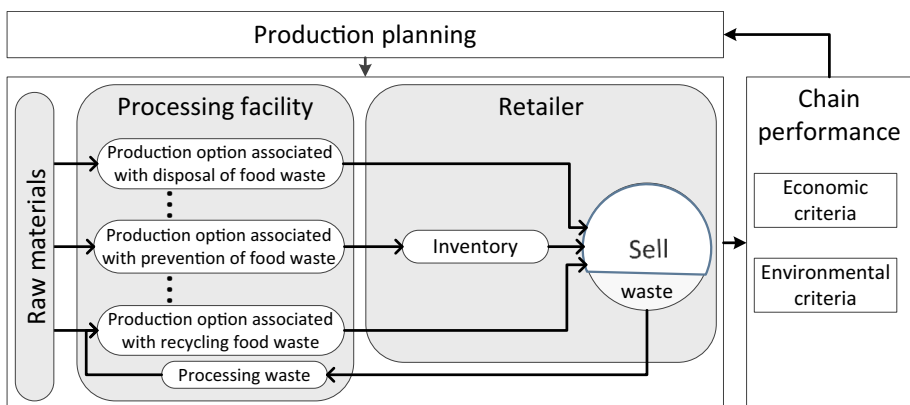 Production planning
Processing facility
Retailer
Chain
performance
Raw materials
Production option associated
with disposal of food waste
Production option associated
with prevention of food waste
Production option associated
with recycling food waste
Processing waste
Inventory
Sell
waste
Economic
criteria
Environmental
criteria